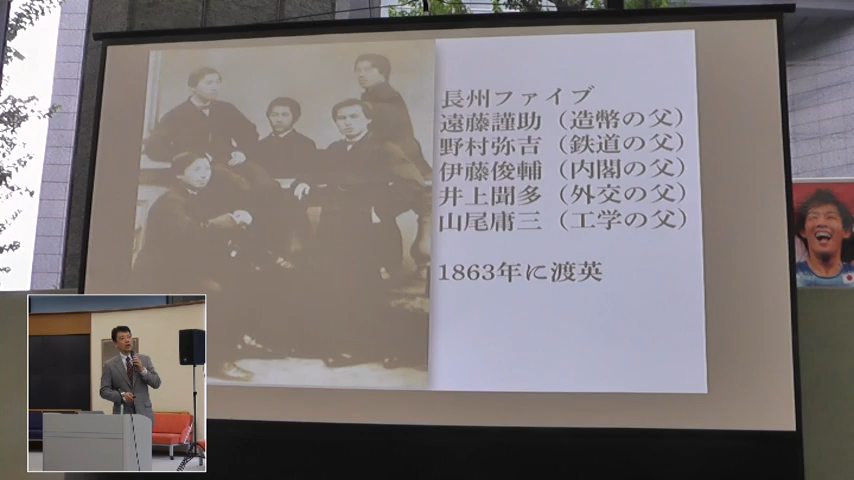 長州ファイブ
遠藤謹助（造幣の父）
野村弥吉（鉄道の父）
伊藤俊輔（内閣の父）
井上聞多（外交の父）
山尾庸三（工学の父）
1863年に渡英